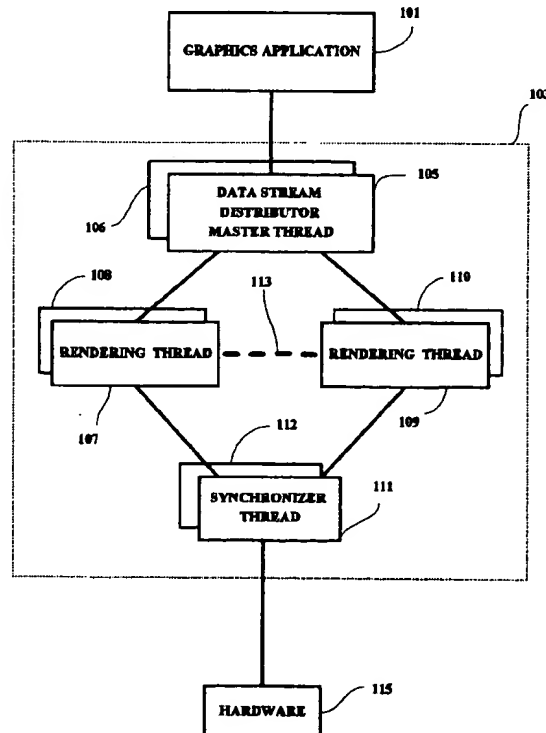 101
GRAPHICS APPLICATION
103
105
DATA STREAM
DISTRIBUTOR
MASTER THREAD
106
108
113
110
RENDERING THREAD
RENDERING THREAD
107
109
112
111
SYNCHRONIZER
THREAD
115
HARDWARE